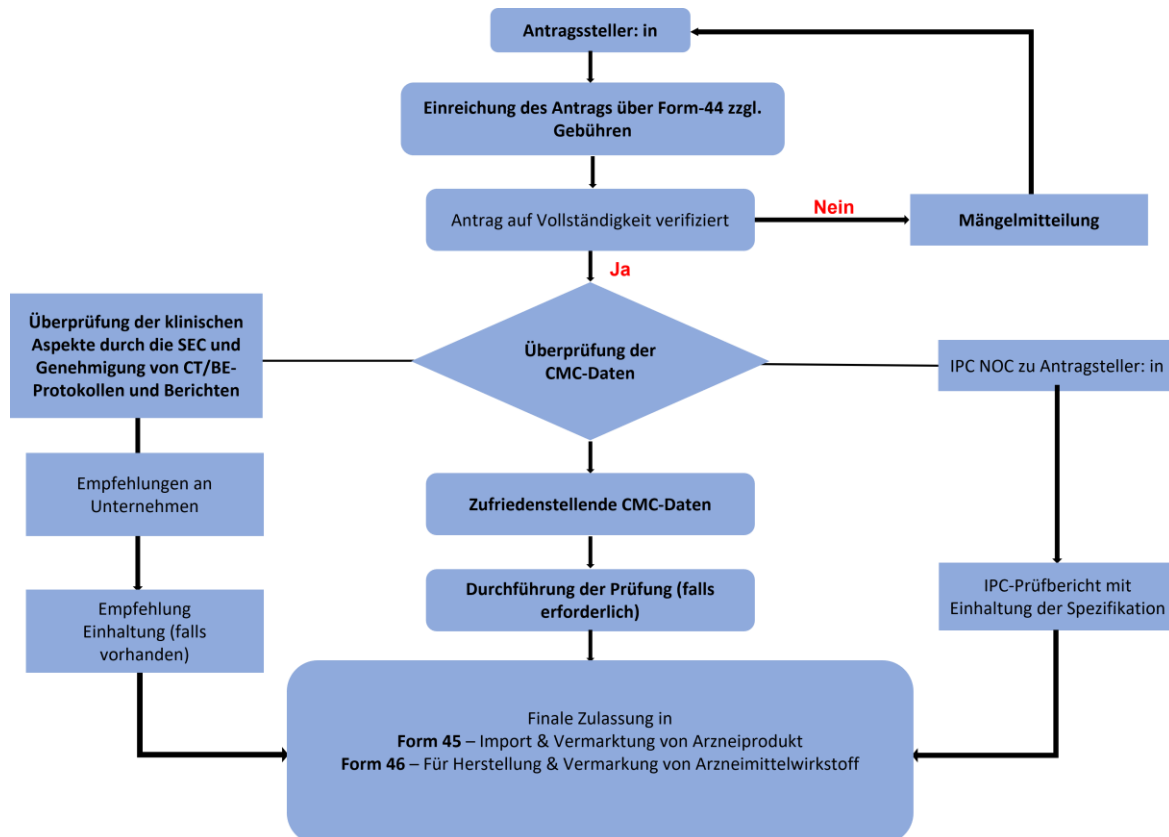 Antragssteller: in
Einreichung des Antrags über Form-44 zzgl.
Gebühren
Antrag auf Vollständigkeit verifiziert
Nein
Mängelmitteilung
Ja
Überprüfung der klinischen
Aspekte durch die SEC und
Genehmigung von CT/BE-
Protokollen und Berichten
Überprüfung der
CMC-Daten
IPC NOC zu Antragsteller: in
Empfehlungen an
Unternehmen
Zufriedenstellende CMC-Daten
Empfehlung
Einhaltung (falls
vorhanden)
Durchführung der Prüfung (falls
erforderlich)
IPC-Prüfbericht mit
Einhaltung der Spezifikation
Finale Zulassung in
Form 45 – Import & Vermarktung von Arzneiprodukt
Form 46 – Für Herstellung & Vermarkung von Arzneimittelwirkstoff